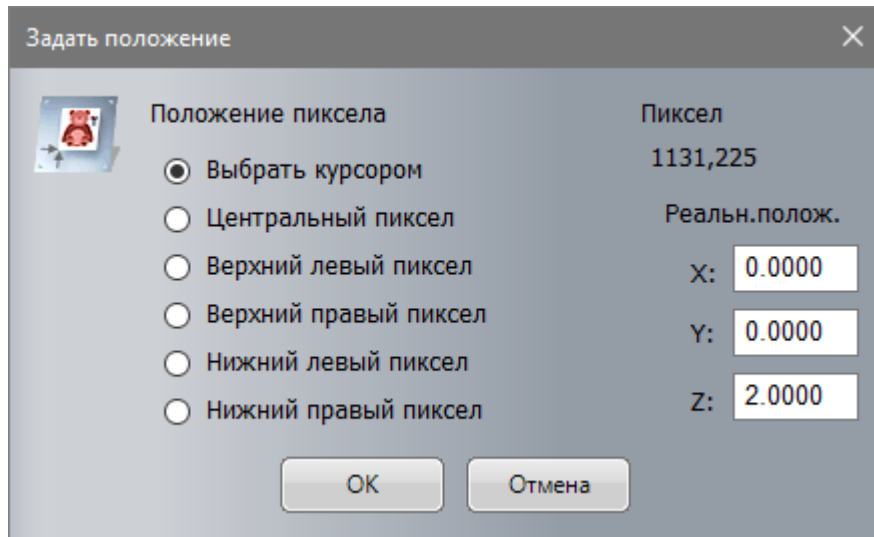 Задать положение
Положение пиксела
Пиксел
Выбрать курсором
1131,225
Центральный пиксел
Реальн.полож.
Верхний левый пиксел
X: 0.0000
Верхний правый пиксел
Y: 0.0000
Нижний левый пиксел
Z: 2.0000
Нижний правый пиксел
OK
Отмена